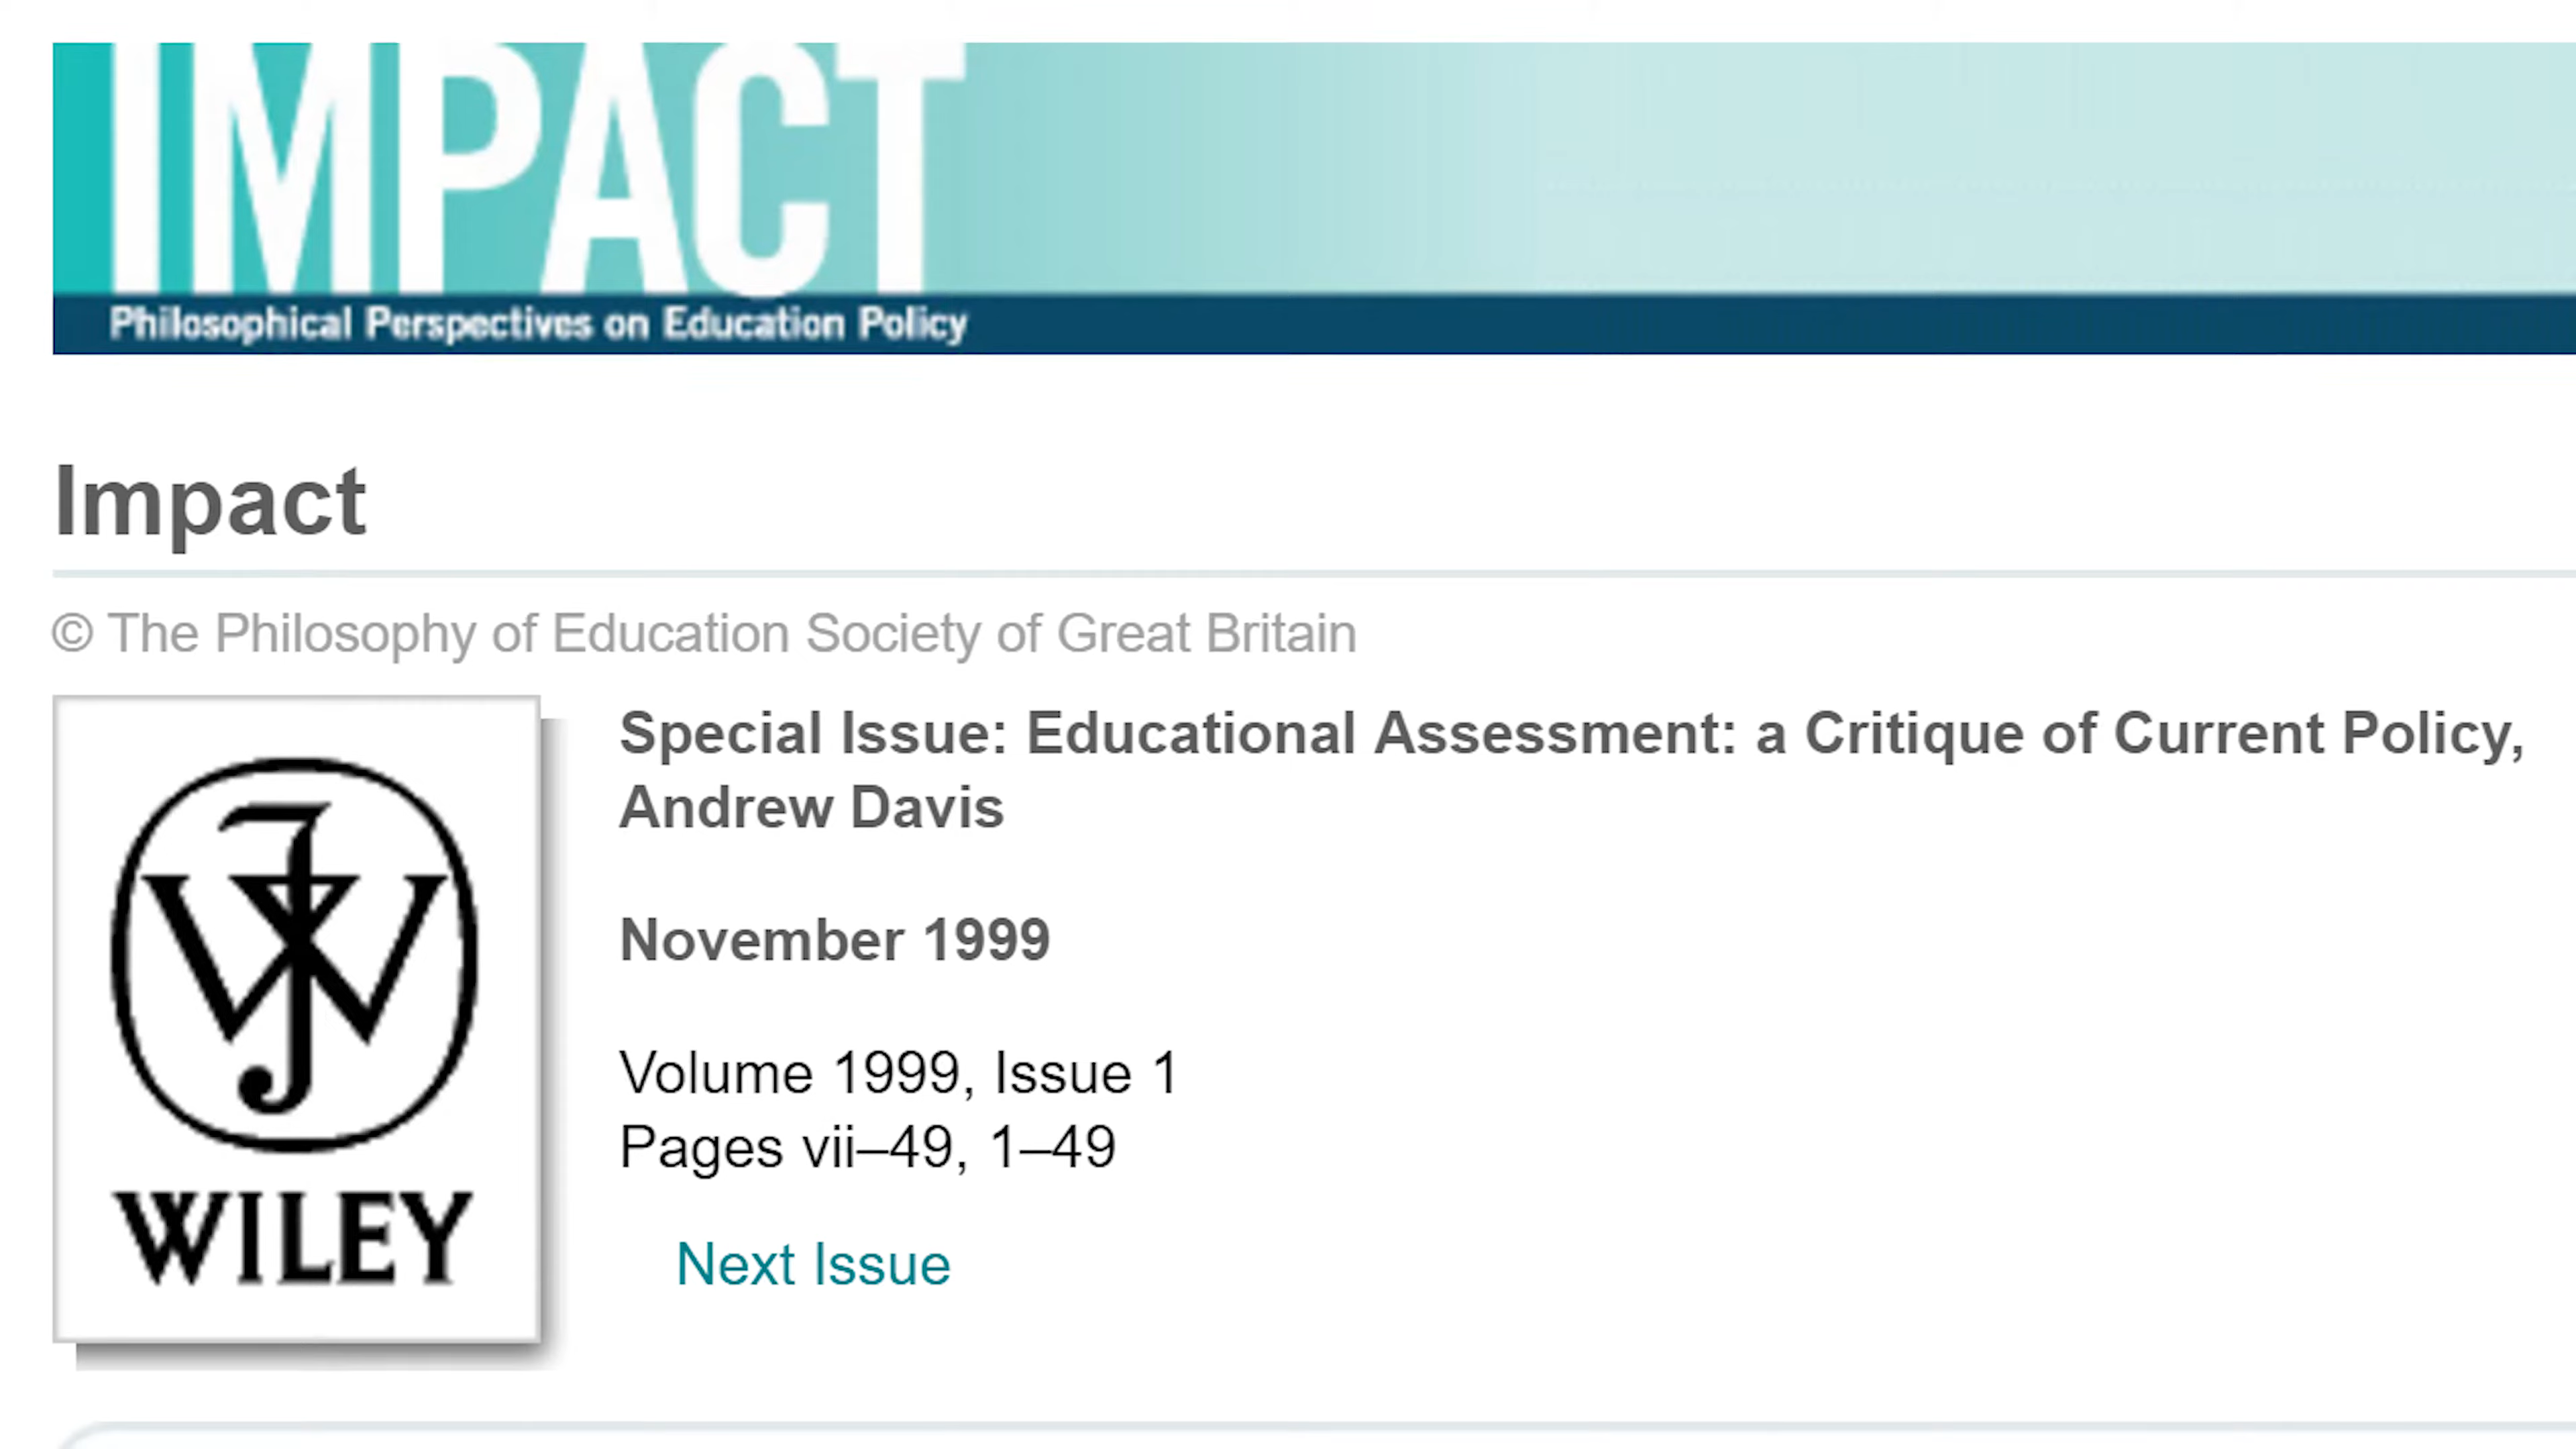 IMPACT
Philosophical Perspectives on Education Policy
Impact
© The Philosophy of Education Society of Great Britain
Special Issue: Educational Assessment: a Critique of Current Policy,
Andrew Davis
November 1999
Volume 1999, Issue 1
Pages vii–49, 1–49
Next Issue
JW
WILEY